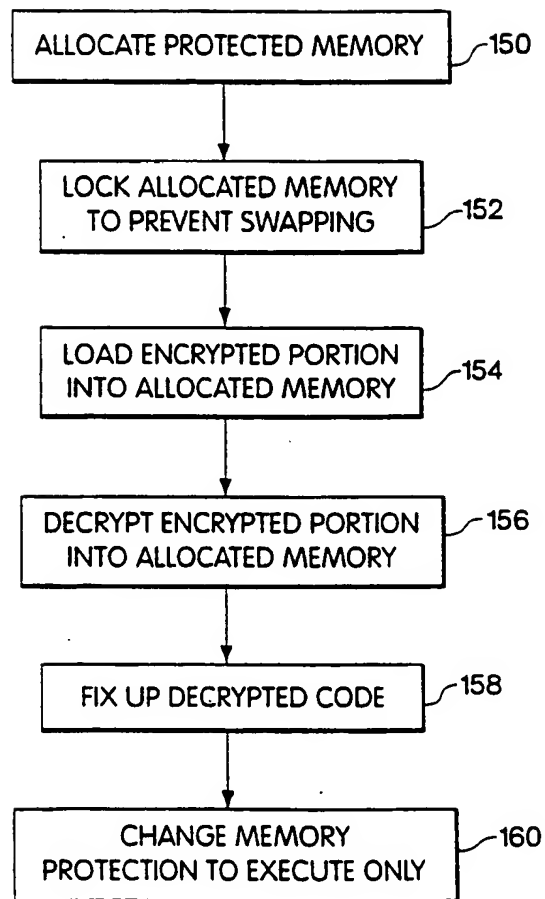 ALLOCATE PROTECTED MEMORY
150
LOCK ALLOCATED MEMORY
TO PREVENT SWAPPING
152
LOAD ENCRYPTED PORTION
INTO ALLOCATED MEMORY
154
DECRYPT ENCRYPTED PORTION
INTO ALLOCATED MEMORY
156
FIX UP DECRYPTED CODE
158
CHANGE MEMORY
PROTECTION TO EXECUTE ONLY
160